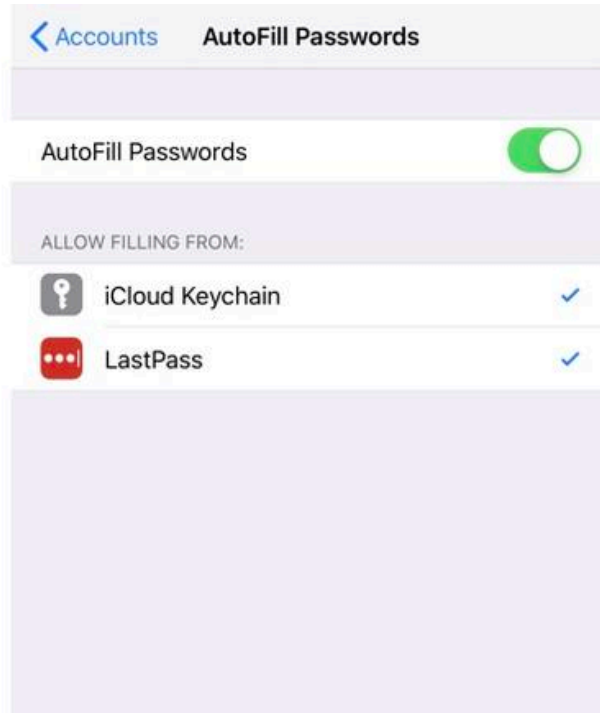 Accounts AutoFill Passwords
AutoFill Passwords
ALLOW FILLING FROM:
iCloud Keychain
LastPass